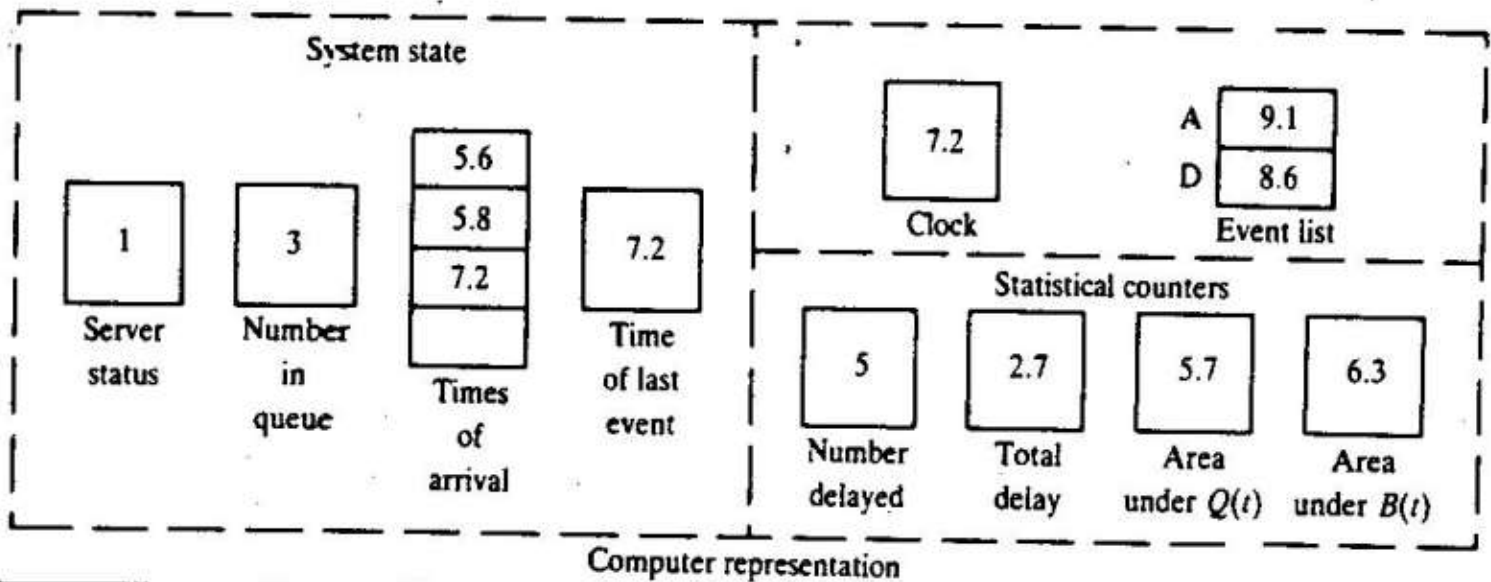 System state
1
Server
status
3
Number
in
queue
5.6
5.8
7.2
Times
of
arrival
7.2
Time
of last
event
7.2
Clock
A 9.1
D 8.6
Event list
Statistical counters
5
Number
delayed
2.7
Total
delay
5.7
Area
under Q(t)
6.3
Area
under B(t)
Computer representation